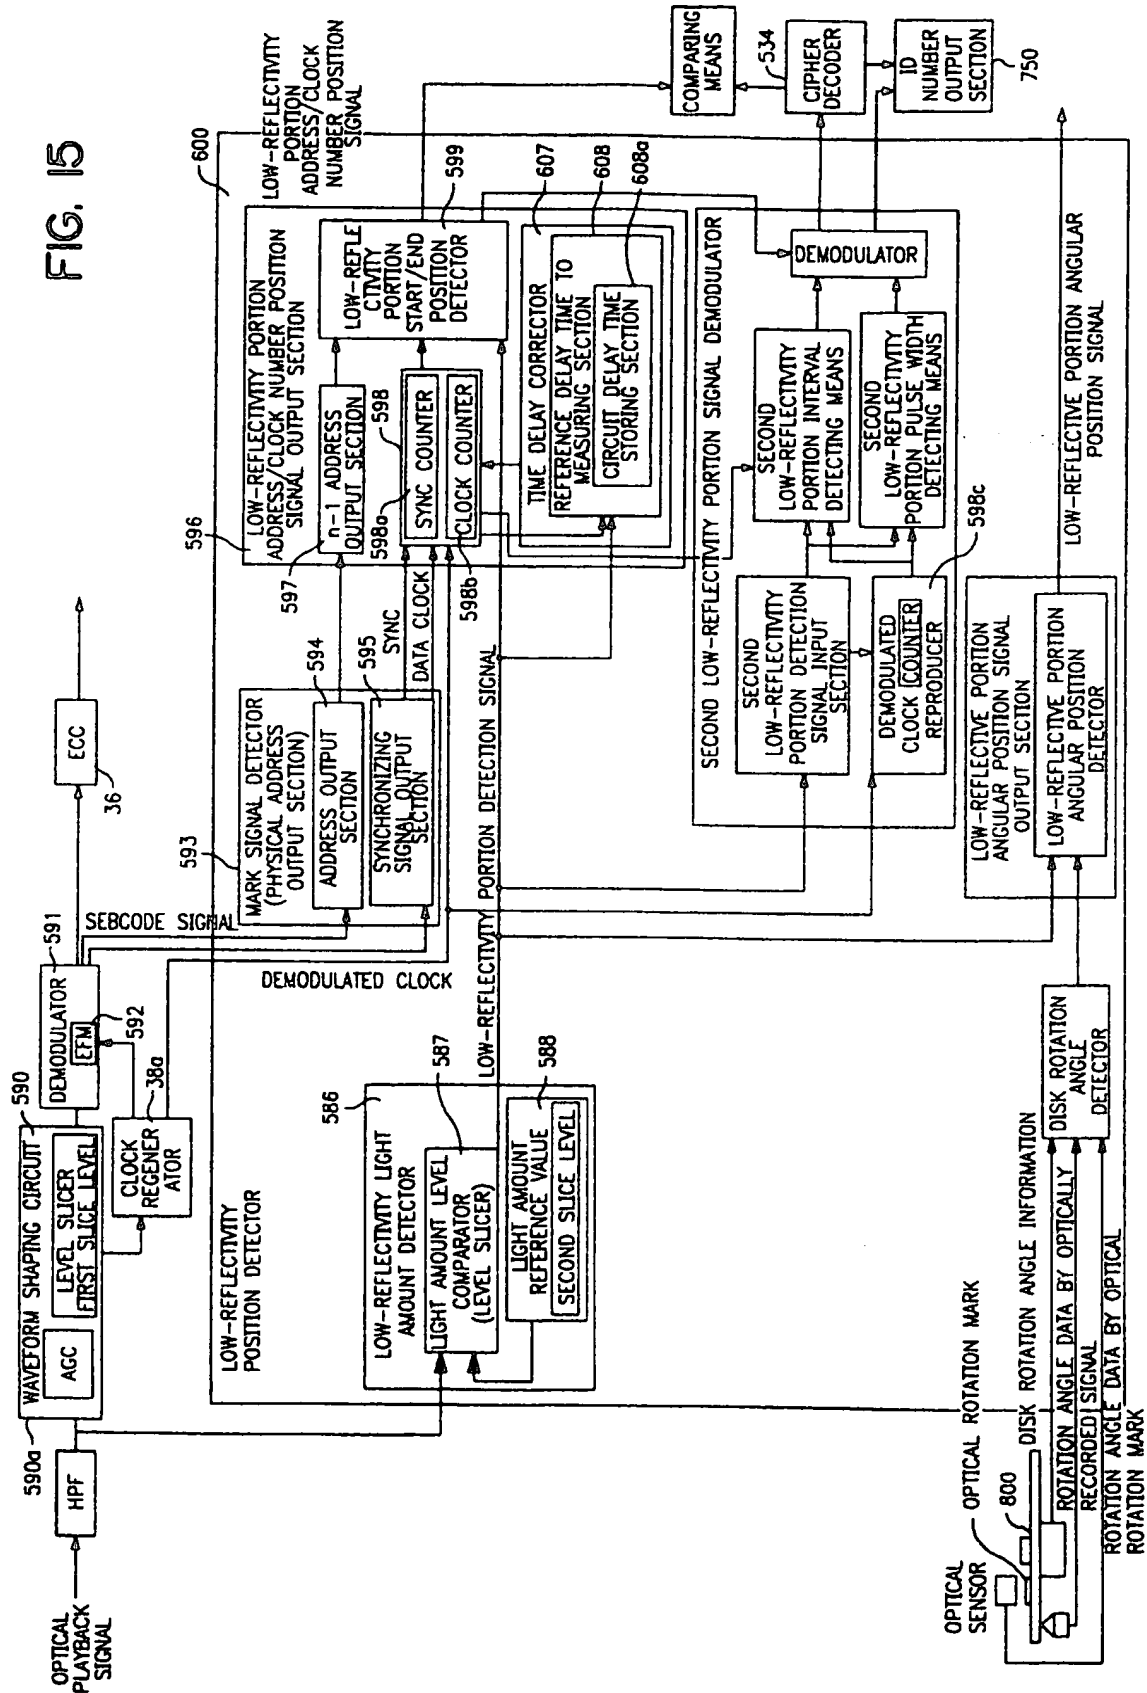 FIG. 15
OPTICAL
PLAYBACK
SIGNAL
HPF
590a
WAVEFORM SHAPING CIRCUIT
590
AGC
LEVEL SLICER
FIRST SLICE LEVEL
CLOCK
REGENER
ATOR
38a
DEMODULATOR
591
EFM
592
ECC
36
SEBCODE SIGNAL
DEMODULATED CLOCK
LOW-REFLECTIVITY
POSITION DETECTOR
600
586
LOW-REFLECTIVITY LIGHT
AMOUNT DETECTOR
587
LIGHT AMOUNT LEVEL
COMPARATOR
(LEVEL SLICER)
588
LIGHT AMOUNT
REFERENCE VALUE
SECOND SLICE LEVEL
LOW-REFLECTIVITY PORTION DETECTION SIGNAL
593
MARK SIGNAL DETECTOR
(PHYSICAL ADDRESS
OUTPUT SECTION)
594
ADDRESS OUTPUT
SECTION
595
SYNCHRONIZING
SIGNAL OUTPUT
SECTION
SYNC
DATA CLOCK
596
LOW-REFLECTIVITY PORTION
ADDRESS/CLOCK NUMBER POSITION
SIGNAL OUTPUT SECTION
597
n-1 ADDRESS
OUTPUT SECTION
598a
598
SYNC COUNTER
CLOCK COUNTER
598b
LOW-REFLE
CTIVITY
PORTION
START/END
POSITION
DETECTOR
599
LOW-REFLECTIVITY
PORTION
ADDRESS/CLOCK
NUMBER POSITION
SIGNAL
TIME DELAY CORRECTOR
607
REFERENCE DELAY TIME TO
MEASURING SECTION
608
CIRCUIT DELAY TIME
STORING SECTION
608a
COMPARING
MEANS
534
CIPHER
DECODER
ID
NUMBER
OUTPUT
SECTION
750
SECOND LOW-REFLECTIVITY PORTION SIGNAL DEMODULATOR
SECOND
LOW-REFLECTIVITY
PORTION DETECTION
SIGNAL INPUT
SECTION
DEMODULATED
CLOCK COUNTER
REPRODUCER
598c
SECOND
LOW-REFLECTIVITY
PORTION INTERVAL
DETECTING MEANS
SECOND
LOW-REFLECTIVITY
PORTION PULSE WIDTH
DETECTING MEANS
DEMODULATOR
LOW-REFLECTIVE PORTION
ANGULAR POSITION SIGNAL
OUTPUT SECTION
LOW-REFLECTIVE PORTION
ANGULAR POSITION
DETECTOR
LOW-REFLECTIVE PORTION ANGULAR
POSITION SIGNAL
OPTICAL
SENSOR
OPTICAL ROTATION MARK
800
DISK ROTATION ANGLE INFORMATION
ROTATION ANGLE DATA BY OPTICALLY
RECORDED SIGNAL
ROTATION ANGLE DATA BY OPTICAL
ROTATION MARK
DISK ROTATION
ANGLE
DETECTOR